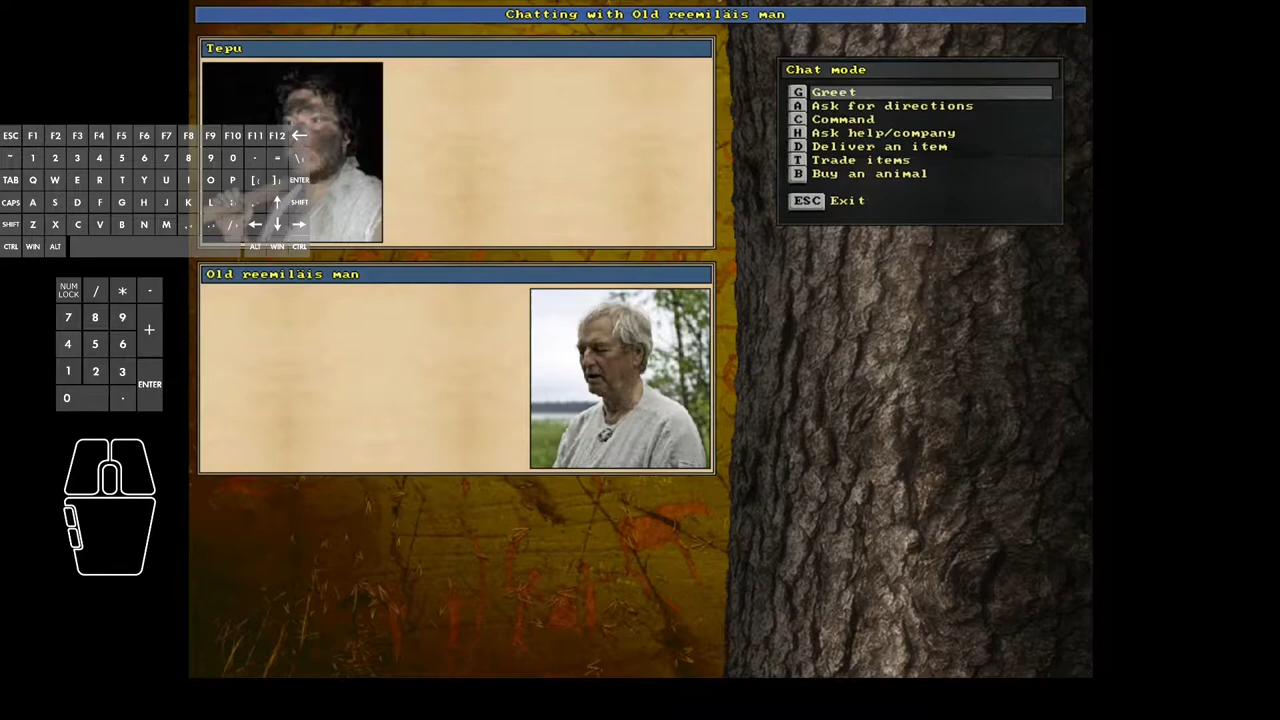 Chatting with Old reemiläis man
Tepu
Chat mode
G Greet
A Ask for directions
C Command
H Ask help/company
D Deliver an item
T Trade items
B Buy an animal
ESC Exit
ESC F1 F2 F3 F4 F5 F6 F7 F8 F9 F10 F11 F12 ←
~ 1 2 3 4 5 6 7 8 9 0 - = \
TAB Q W E R T Y U I O P [ ] ENTER
CAPS A S D F G H J K L ; ↑ SHIFT
SHIFT Z X C V B N M , . / ← ↓ →
CTRL WIN ALT ALT WIN CTRL
Old reemiläis man
NUM LOCK / * -
7 8 9 +
4 5 6
1 2 3 ENTER
0 .